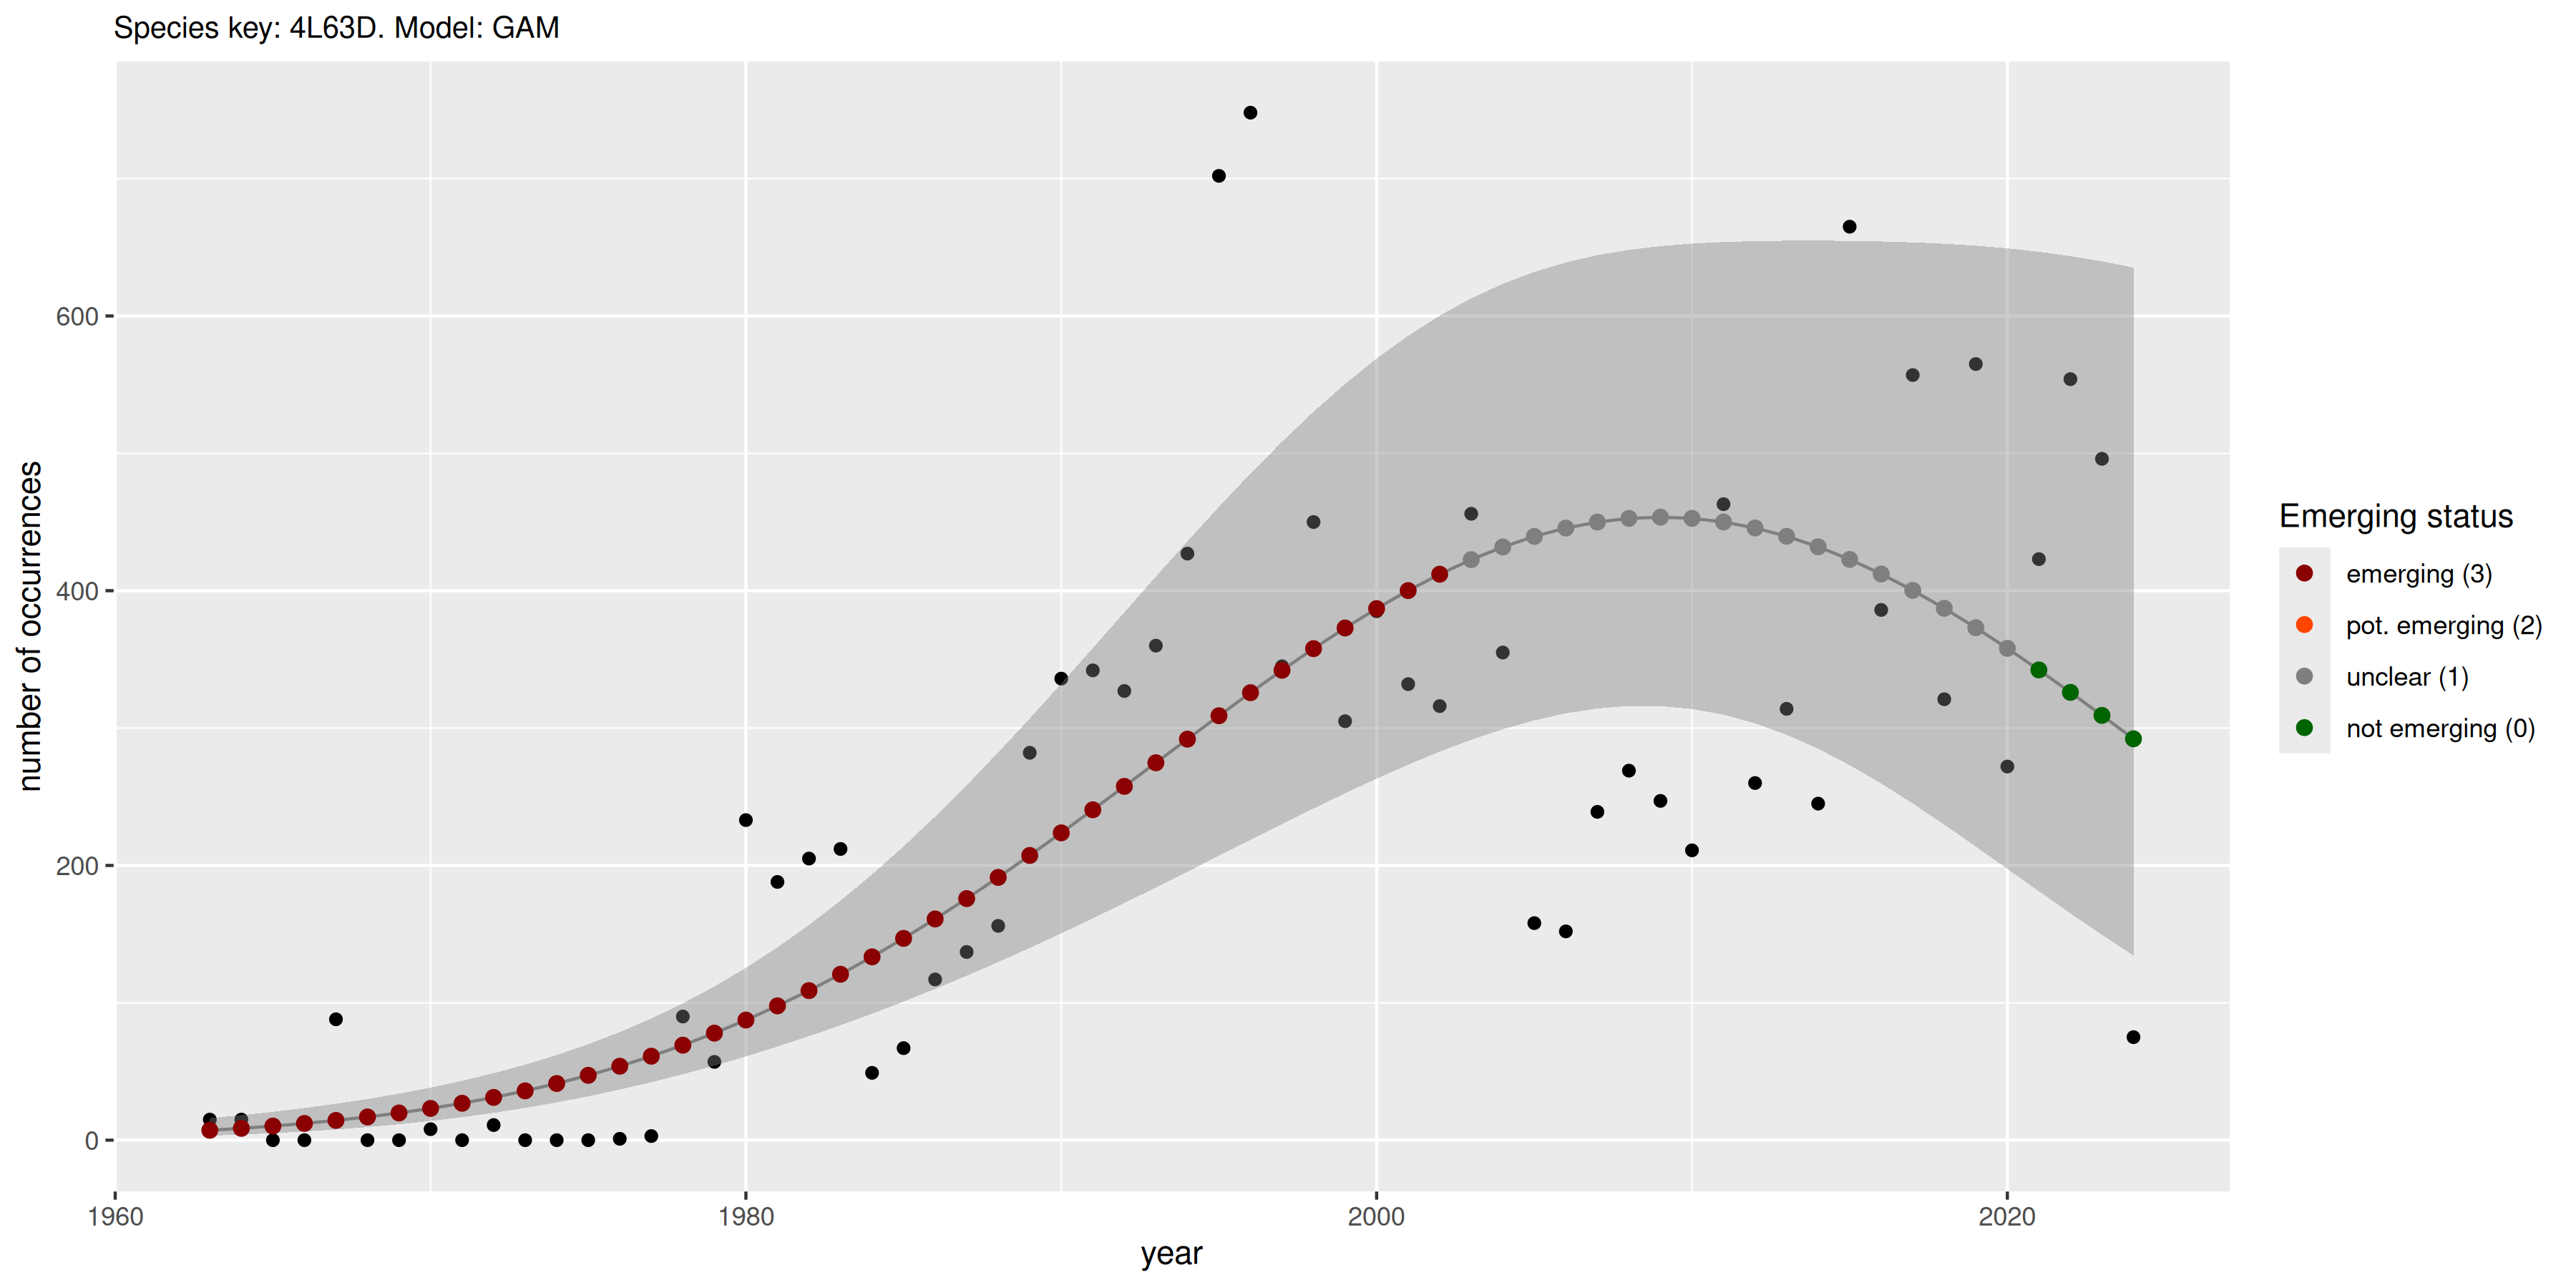 Species key: 4L63D. Model: GAM
number of occurrences
600
400
200
0
1960
1980
2000
2020
year
Emerging status
emerging (3)
pot. emerging (2)
unclear (1)
not emerging (0)